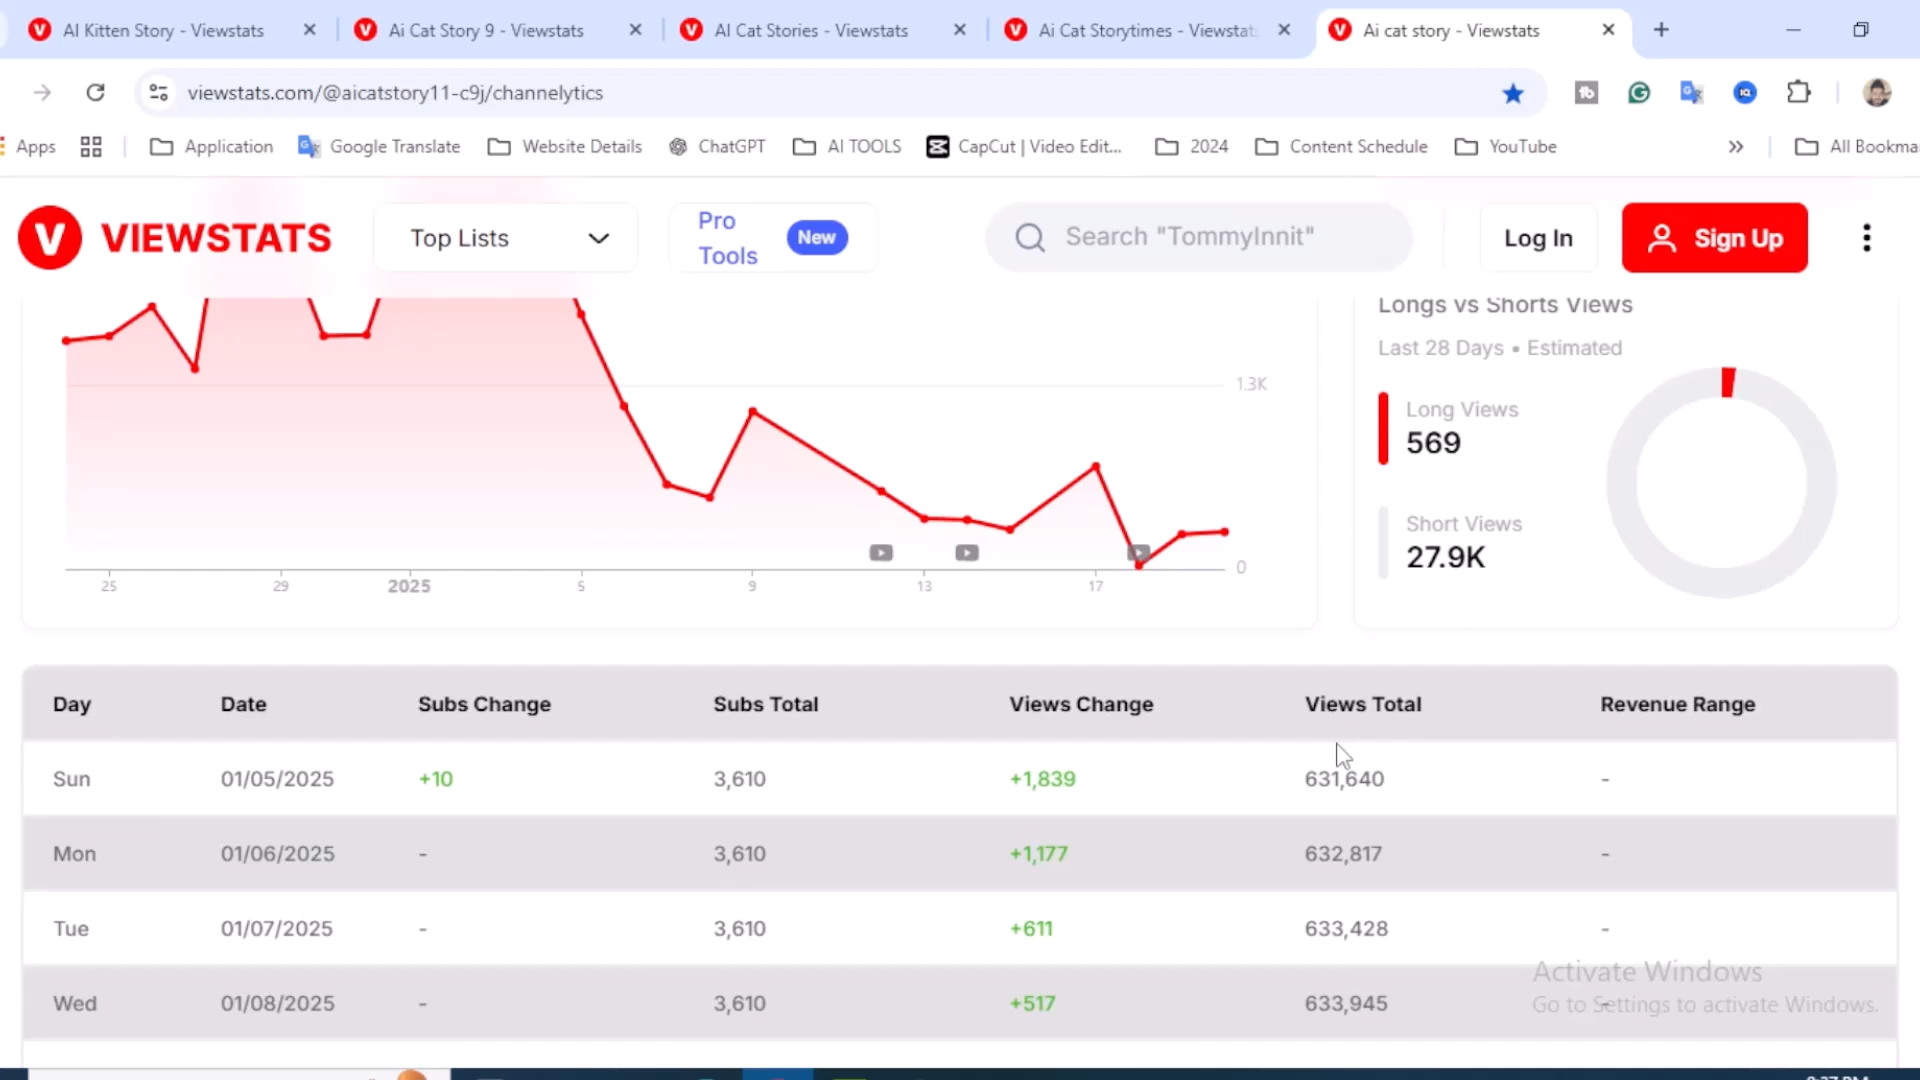 AI Kitten Story - Viewstats
Ai Cat Story 9 - Viewstats
AI Cat Stories - Viewstats
Ai Cat Storytimes - Viewstats
Ai cat story - Viewstats
viewstats.com/@aicatstory11-c9j/channelytics
Apps
Application
Google Translate
Website Details
ChatGPT
AI TOOLS
CapCut | Video Edit...
2024
Content Schedule
YouTube
All Bookma
VIEWSTATS
Top Lists
Pro
Tools
New
Search "TommyInnit"
Log In
Sign Up
Longs vs Shorts Views
Last 28 Days • Estimated
Long Views
569
Short Views
27.9K
1.3K
0
25 29 2025 5 9 13 17
Day Date Subs Change Subs Total Views Change Views Total Revenue Range
Sun 01/05/2025 +10 3,610 +1,839 631,640 -
Mon 01/06/2025 - 3,610 +1,177 632,817 -
Tue 01/07/2025 - 3,610 +611 633,428 -
Wed 01/08/2025 - 3,610 +517 633,945 -
Activate Windows
Go to Settings to activate Windows.